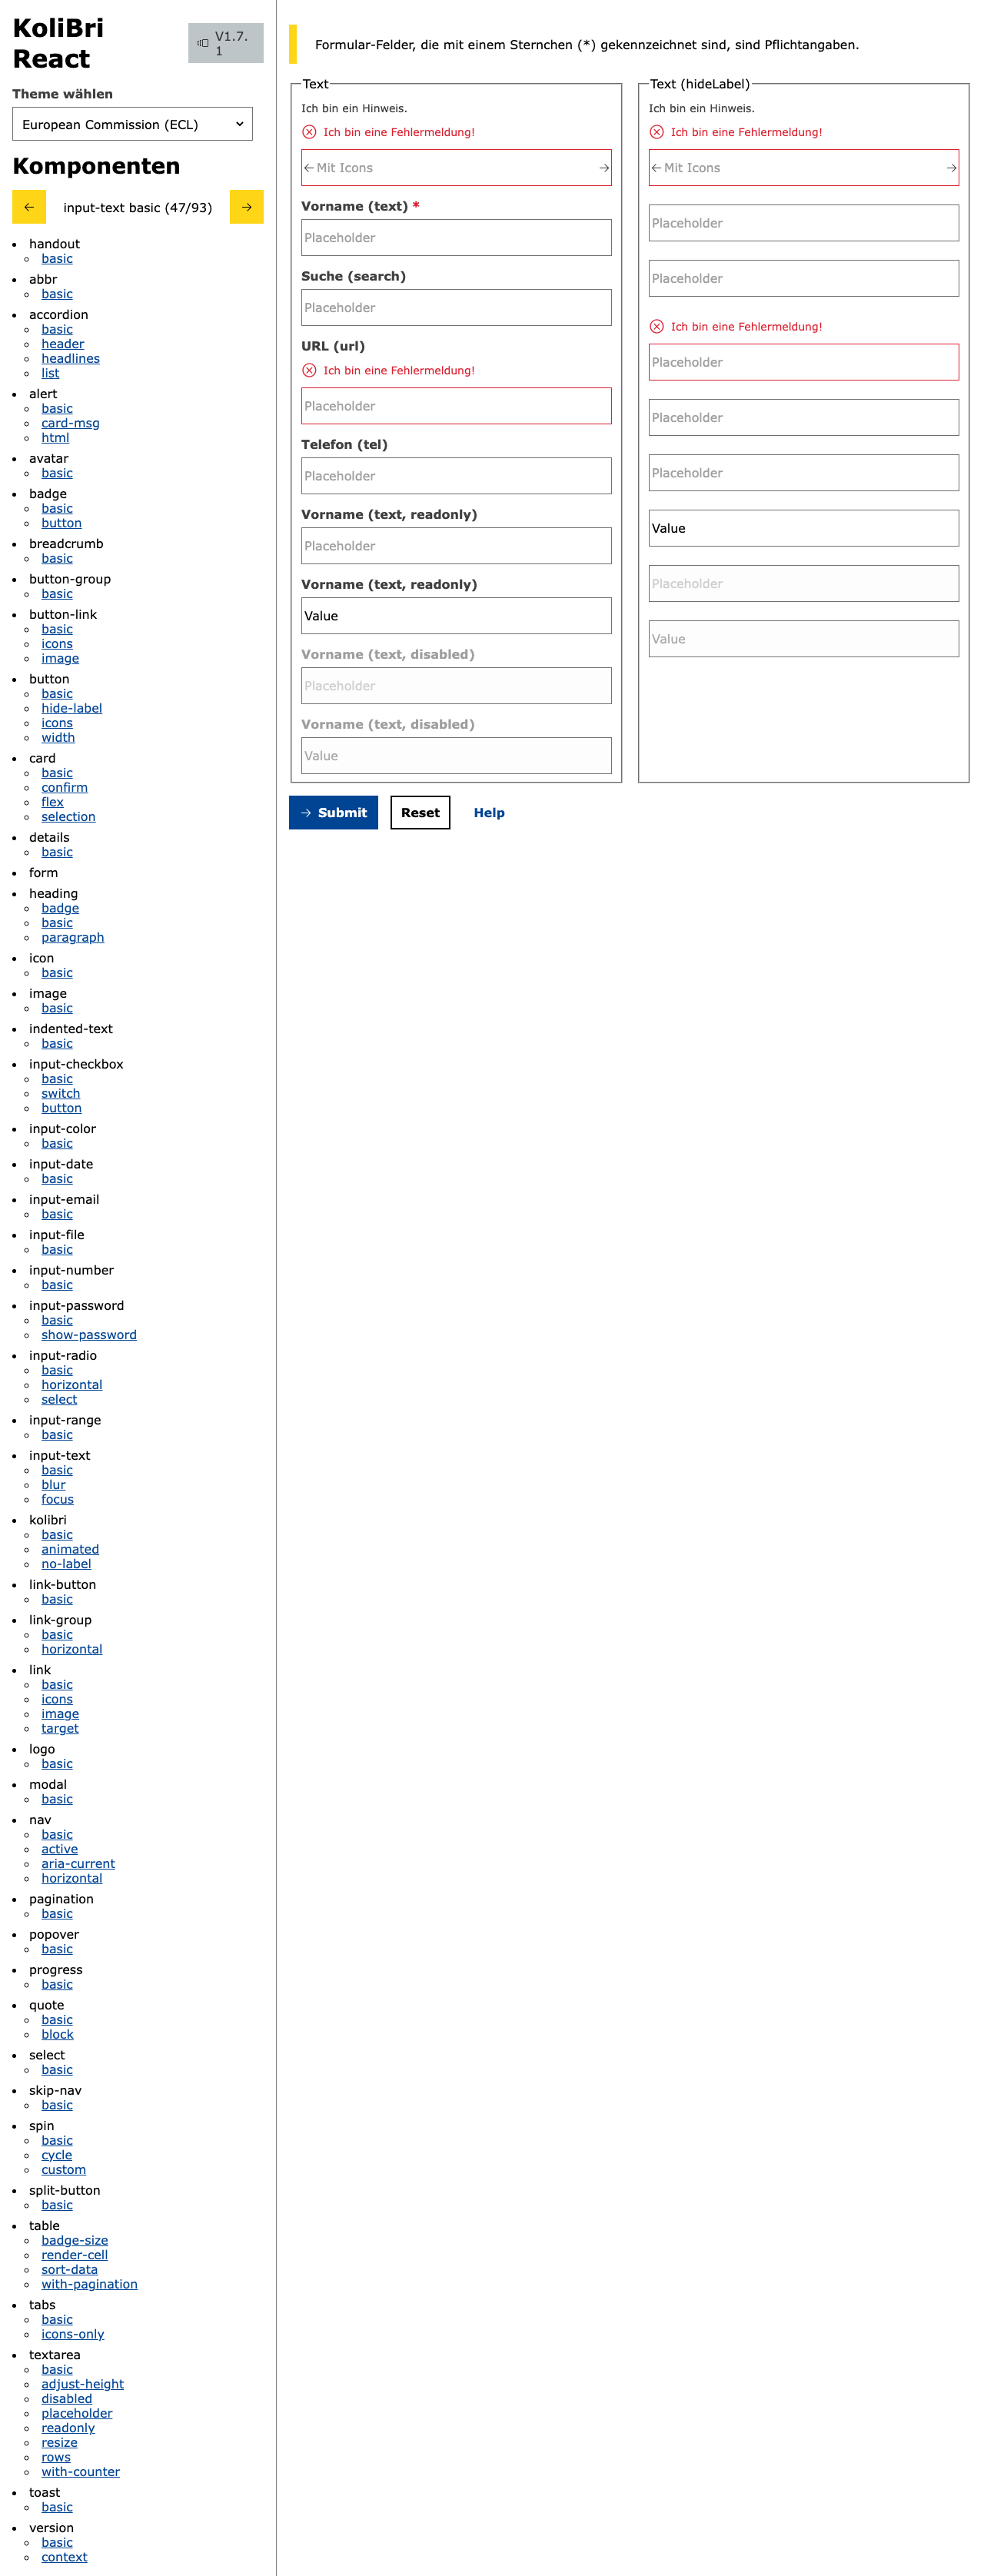 KoliBri
React
V1.7.
1
Theme wählen
European Commission (ECL)
Komponenten
input-text basic (47/93)
handout
basic
abbr
basic
accordion
basic
header
headlines
list
alert
basic
card-msg
html
avatar
basic
badge
basic
button
breadcrumb
basic
button-group
basic
button-link
basic
icons
image
button
basic
hide-label
icons
width
card
basic
confirm
flex
selection
details
basic
form
heading
badge
basic
paragraph
icon
basic
image
basic
indented-text
basic
input-checkbox
basic
switch
button
input-color
basic
input-date
basic
input-email
basic
input-file
basic
input-number
basic
input-password
basic
show-password
input-radio
basic
horizontal
select
input-range
basic
input-text
basic
blur
focus
kolibri
basic
animated
no-label
link-button
basic
link-group
basic
horizontal
link
basic
icons
image
target
logo
basic
modal
basic
nav
basic
active
aria-current
horizontal
pagination
basic
popover
basic
progress
basic
quote
basic
block
select
basic
skip-nav
basic
spin
basic
cycle
custom
split-button
basic
table
badge-size
render-cell
sort-data
with-pagination
tabs
basic
icons-only
textarea
basic
adjust-height
disabled
placeholder
readonly
resize
rows
with-counter
toast
basic
version
basic
context
Formular-Felder, die mit einem Sternchen (*) gekennzeichnet sind, sind Pflichtangaben.
Text
Ich bin ein Hinweis.
Ich bin eine Fehlermeldung!
Mit Icons
Vorname (text) *
Placeholder
Suche (search)
Placeholder
URL (url)
Ich bin eine Fehlermeldung!
Placeholder
Telefon (tel)
Placeholder
Vorname (text, readonly)
Placeholder
Vorname (text, readonly)
Value
Vorname (text, disabled)
Placeholder
Vorname (text, disabled)
Value
Text (hideLabel)
Ich bin ein Hinweis.
Ich bin eine Fehlermeldung!
Mit Icons
Placeholder
Placeholder
Ich bin eine Fehlermeldung!
Placeholder
Placeholder
Placeholder
Value
Placeholder
Value
Submit
Reset
Help